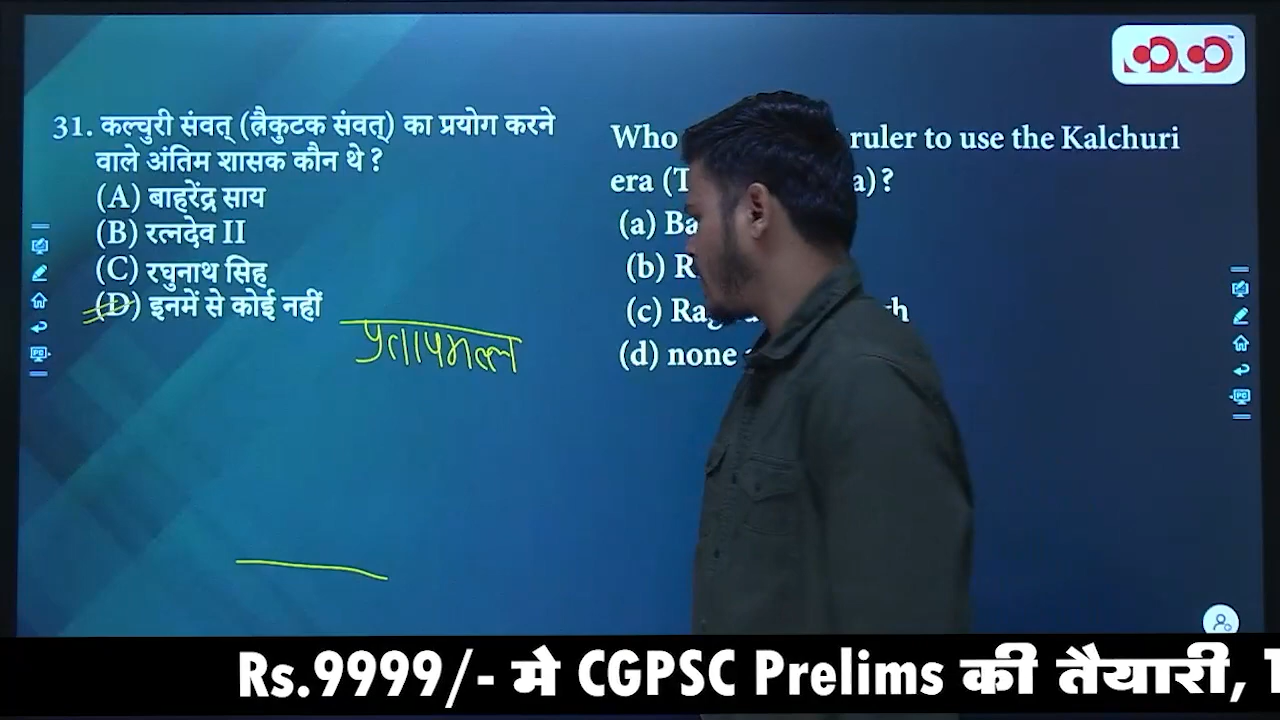 31. कल्चुरी संवत् (त्रैकुटक संवत्) का प्रयोग करने
वाले अंतिम शासक कौन थे ?
(A) बाहरेंद्र साय
(B) रत्नदेव II
(C) रघुनाथ सिंह
(D) इनमें से कोई नहीं
प्रतापमल्ल
Who ruler to use the Kalchuri
era (T a) ?
(a) Ba
(b) R
(c) Rag h
(d) none
Rs.9999/- मे CGPSC Prelims की तैयारी, 1